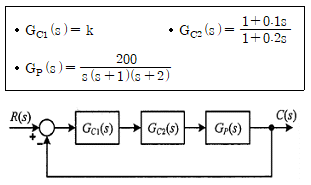 • G_C1(s) = k
• G_C2(s) = (1+0·1s)/(1+0·2s)
• G_P(s) = 200/(s(s+1)(s+2))
R(s) + − G_C1(s) G_C2(s) G_P(s) C(s)